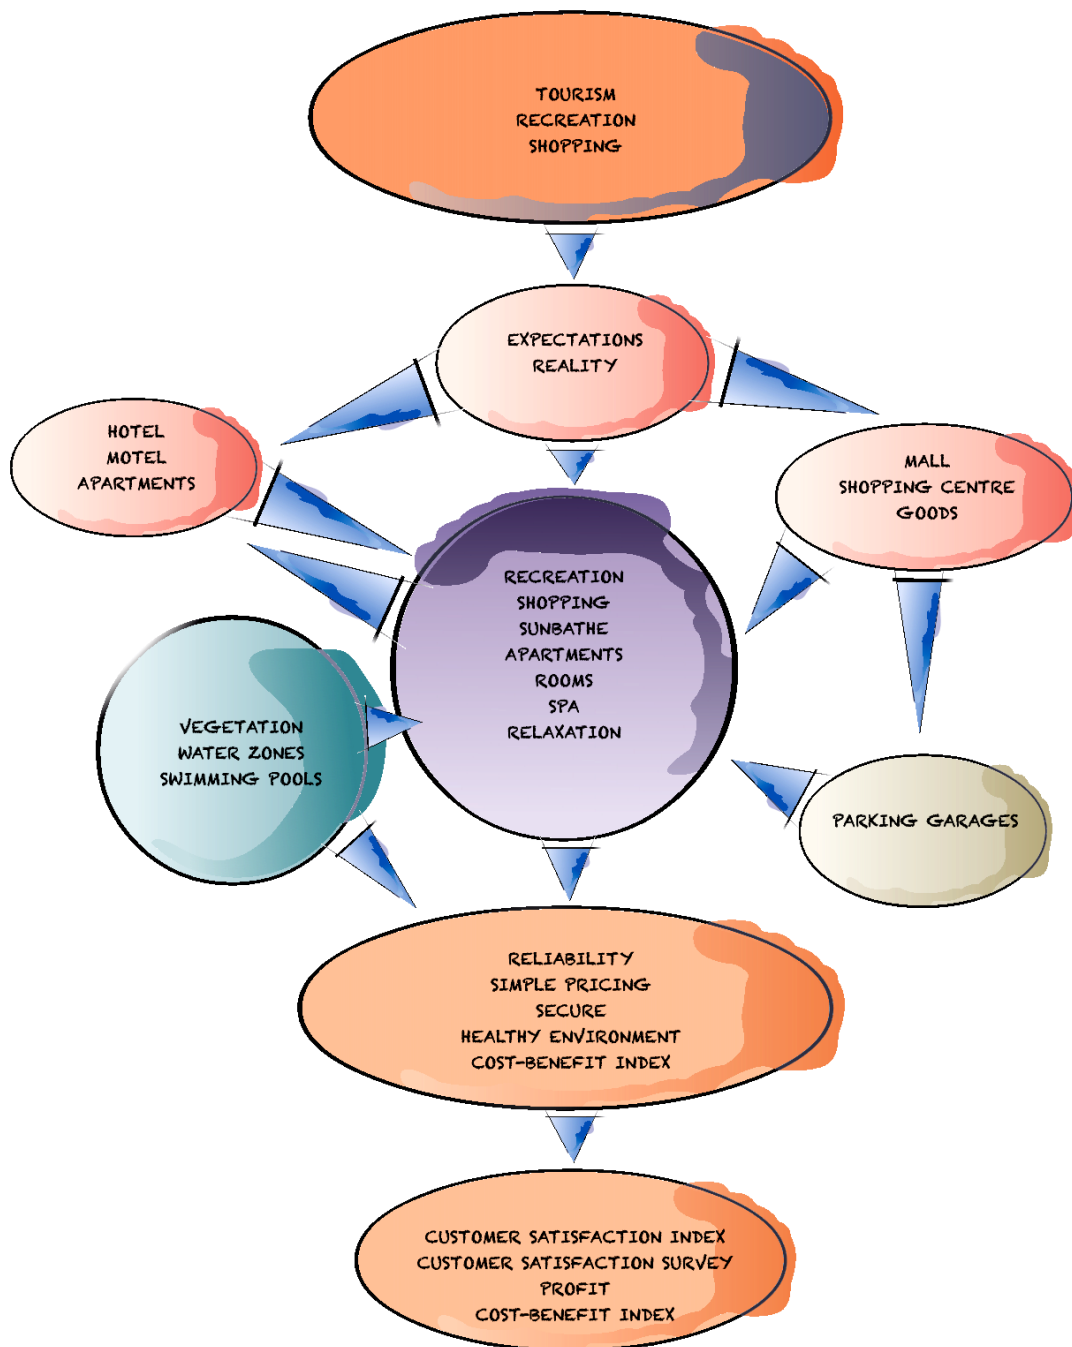 TOURISM
RECREATION
SHOPPING
EXPECTATIONS
REALITY
HOTEL
MOTEL
APARTMENTS
MALL
SHOPPING CENTRE
GOODS
RECREATION
SHOPPING
SUNBATHE
APARTMENTS
ROOMS
SPA
RELAXATION
VEGETATION
WATER ZONES
SWIMMING POOLS
PARKING GARAGES
RELIABILITY
SIMPLE PRICING
SECURE
HEALTHY ENVIRONMENT
COST-BENEFIT INDEX
CUSTOMER SATISFACTION INDEX
CUSTOMER SATISFACTION SURVEY
PROFIT
COST-BENEFIT INDEX